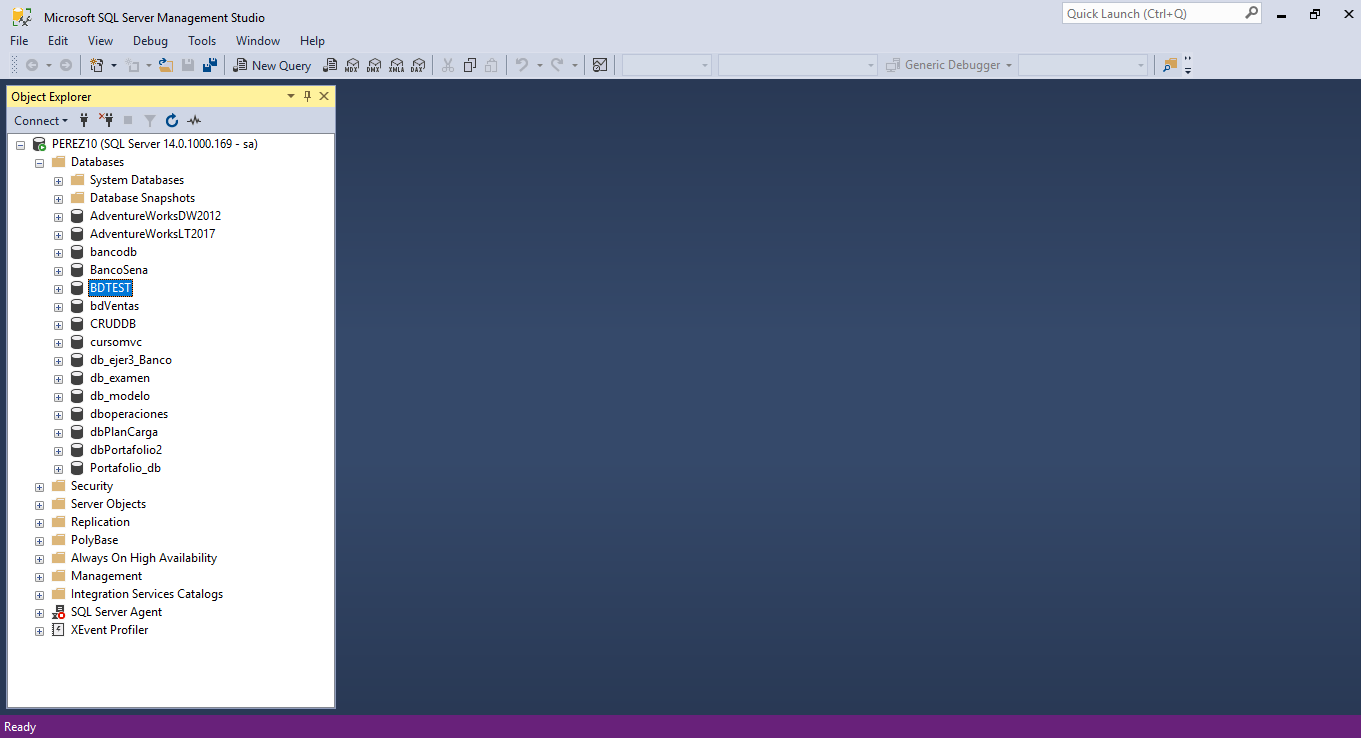 Microsoft SQL Server Management Studio
Quick Launch (Ctrl+Q)
File Edit View Debug Tools Window Help
New Query MDX DMX XMLA DAX Generic Debugger
Object Explorer
Connect
PEREZ10 (SQL Server 14.0.1000.169 - sa)
Databases
System Databases
Database Snapshots
AdventureWorksDW2012
AdventureWorksLT2017
bancodb
BancoSena
BDTEST
bdVentas
CRUDDB
cursomvc
db_ejer3_Banco
db_examen
db_modelo
dboperaciones
dbPlanCarga
dbPortafolio2
Portafolio_db
Security
Server Objects
Replication
PolyBase
Always On High Availability
Management
Integration Services Catalogs
SQL Server Agent
XEvent Profiler
Ready